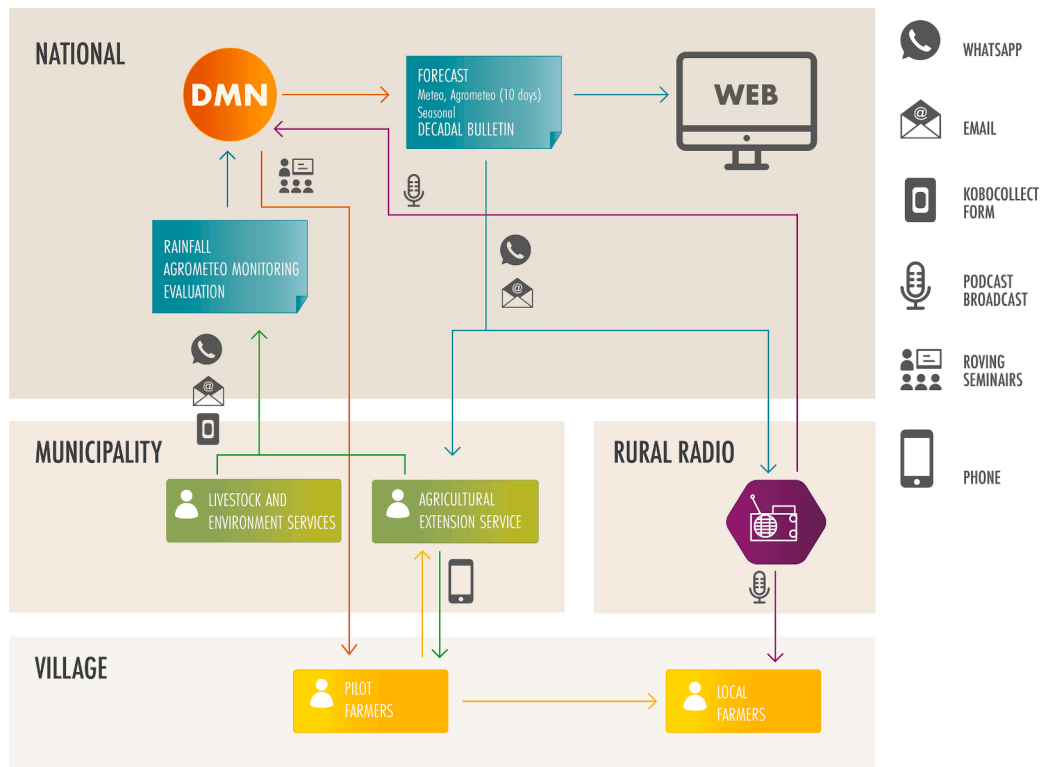 NATIONAL
DMN
FORECAST
Meteo, Agrometeo (10 days)
Seasonal
DECADAL BULLETIN
WEB
RAINFALL
AGROMETEO MONITORING
EVALUATION
MUNICIPALITY
LIVESTOCK AND
ENVIRONMENT SERVICES
AGRICULTURAL
EXTENSION SERVICE
RURAL RADIO
VILLAGE
PILOT
FARMERS
LOCAL
FARMERS
WHATSAPP
@
EMAIL
KOBOCOLLECT
FORM
PODCAST
BROADCAST
ROVING
SEMINAIRS
PHONE